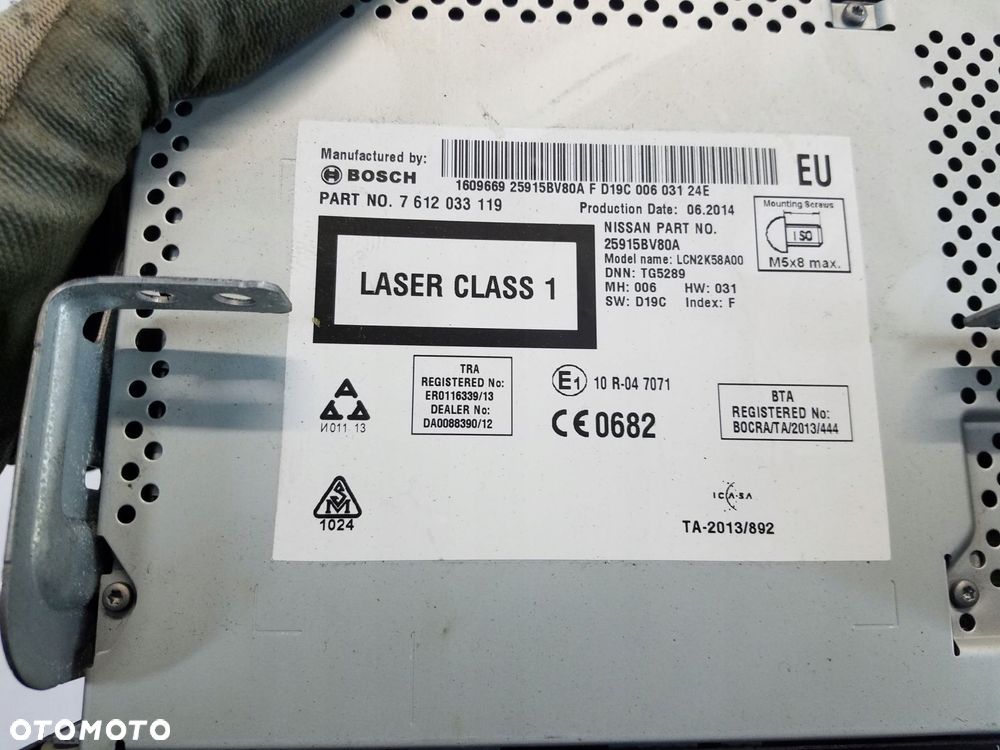 Manufactured by:
BOSCH
1609669 25915BV80A F D19C 006 031 24E
EU
PART NO. 7 612 033 119
Production Date: 06.2014
LASER CLASS 1
NISSAN PART NO.
25915BV80A
Model name: LCN2K58A00
DNN: TG5289
MH: 006 HW: 031
SW: D19C Index: F
Mounting Screws
ISO
M5x8 max.
И011 13
TRA
REGISTERED No:
ER0116339/13
DEALER No:
DA0088390/12
E1 10 R-04 7071
CE0682
BTA
REGISTERED No:
BOCRA/TA/2013/444
SM
1024
ICASA
TA-2013/892
OTOMOTO